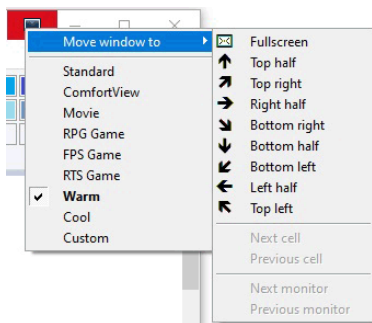 Move window to
Standard
ComfortView
Movie
RPG Game
FPS Game
RTS Game
Warm
Cool
Custom
Fullscreen
Top half
Top right
Right half
Bottom right
Bottom half
Bottom left
Left half
Top left
Next cell
Previous cell
Next monitor
Previous monitor